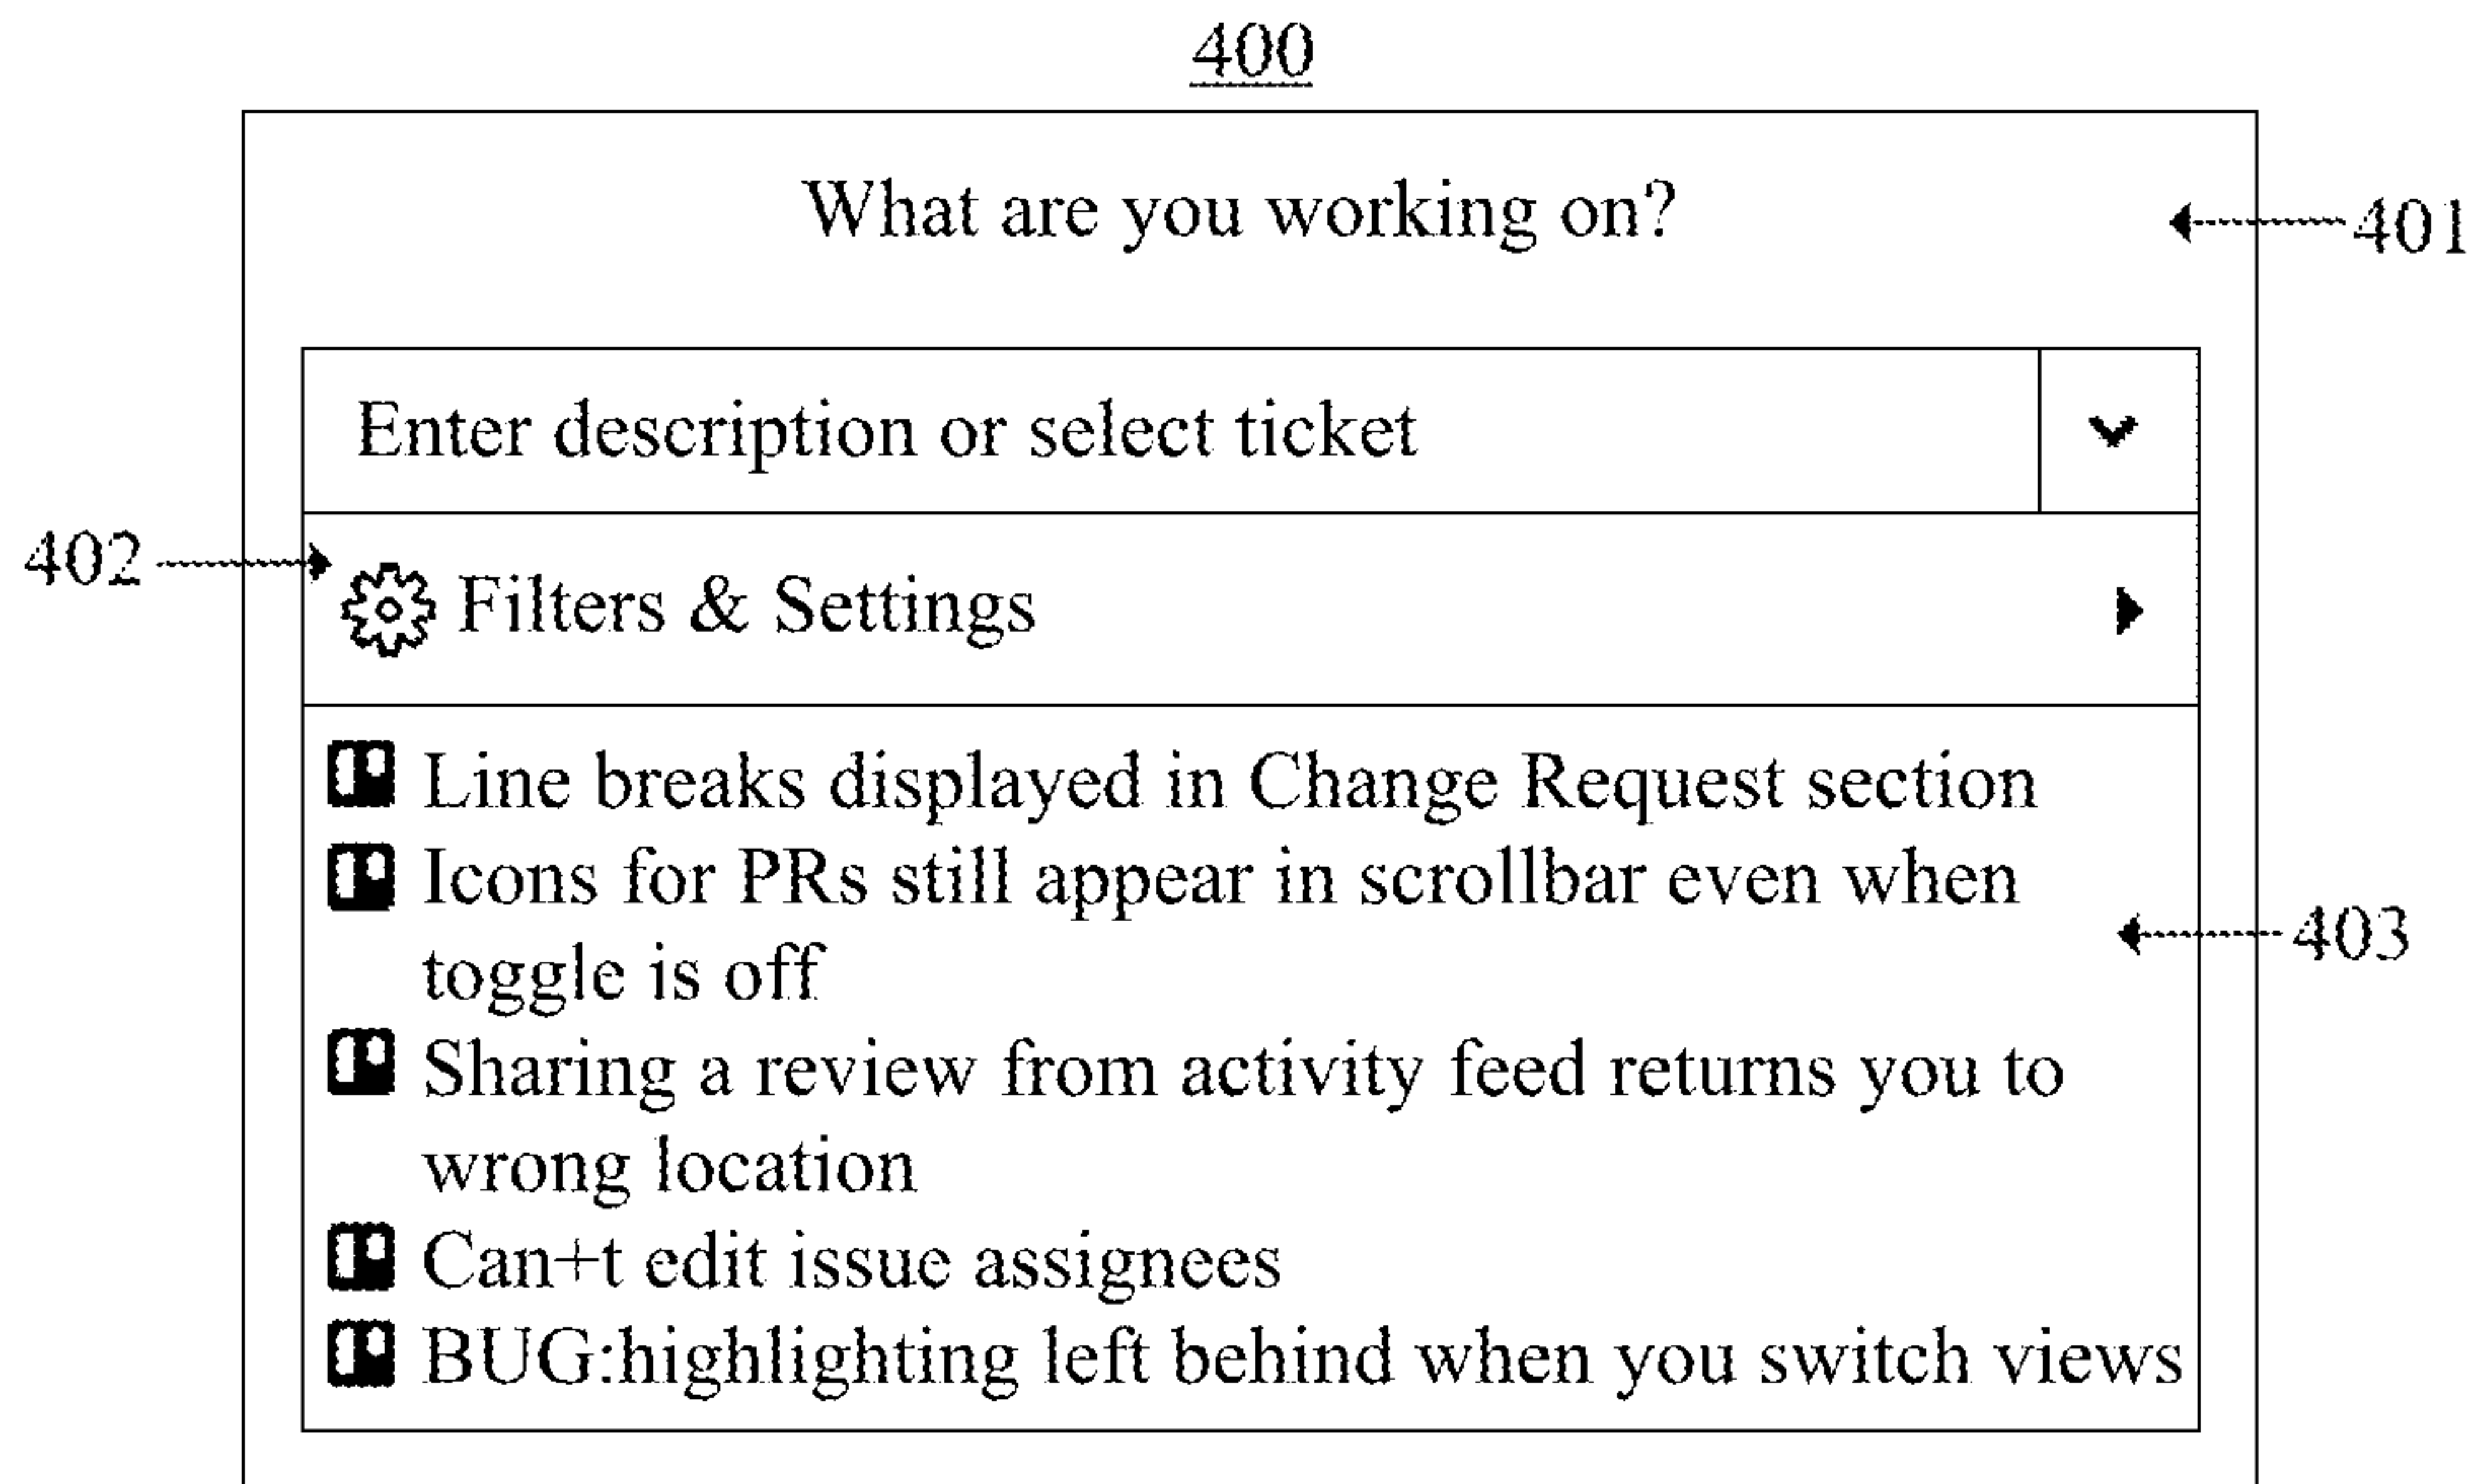 400
What are you working on?
401
Enter description or select ticket
402
Filters & Settings
Line breaks displayed in Change Request section
Icons for PRs still appear in scrollbar even when
toggle is off
403
Sharing a review from activity feed returns you to
wrong location
Can+t edit issue assignees
BUG:highlighting left behind when you switch views